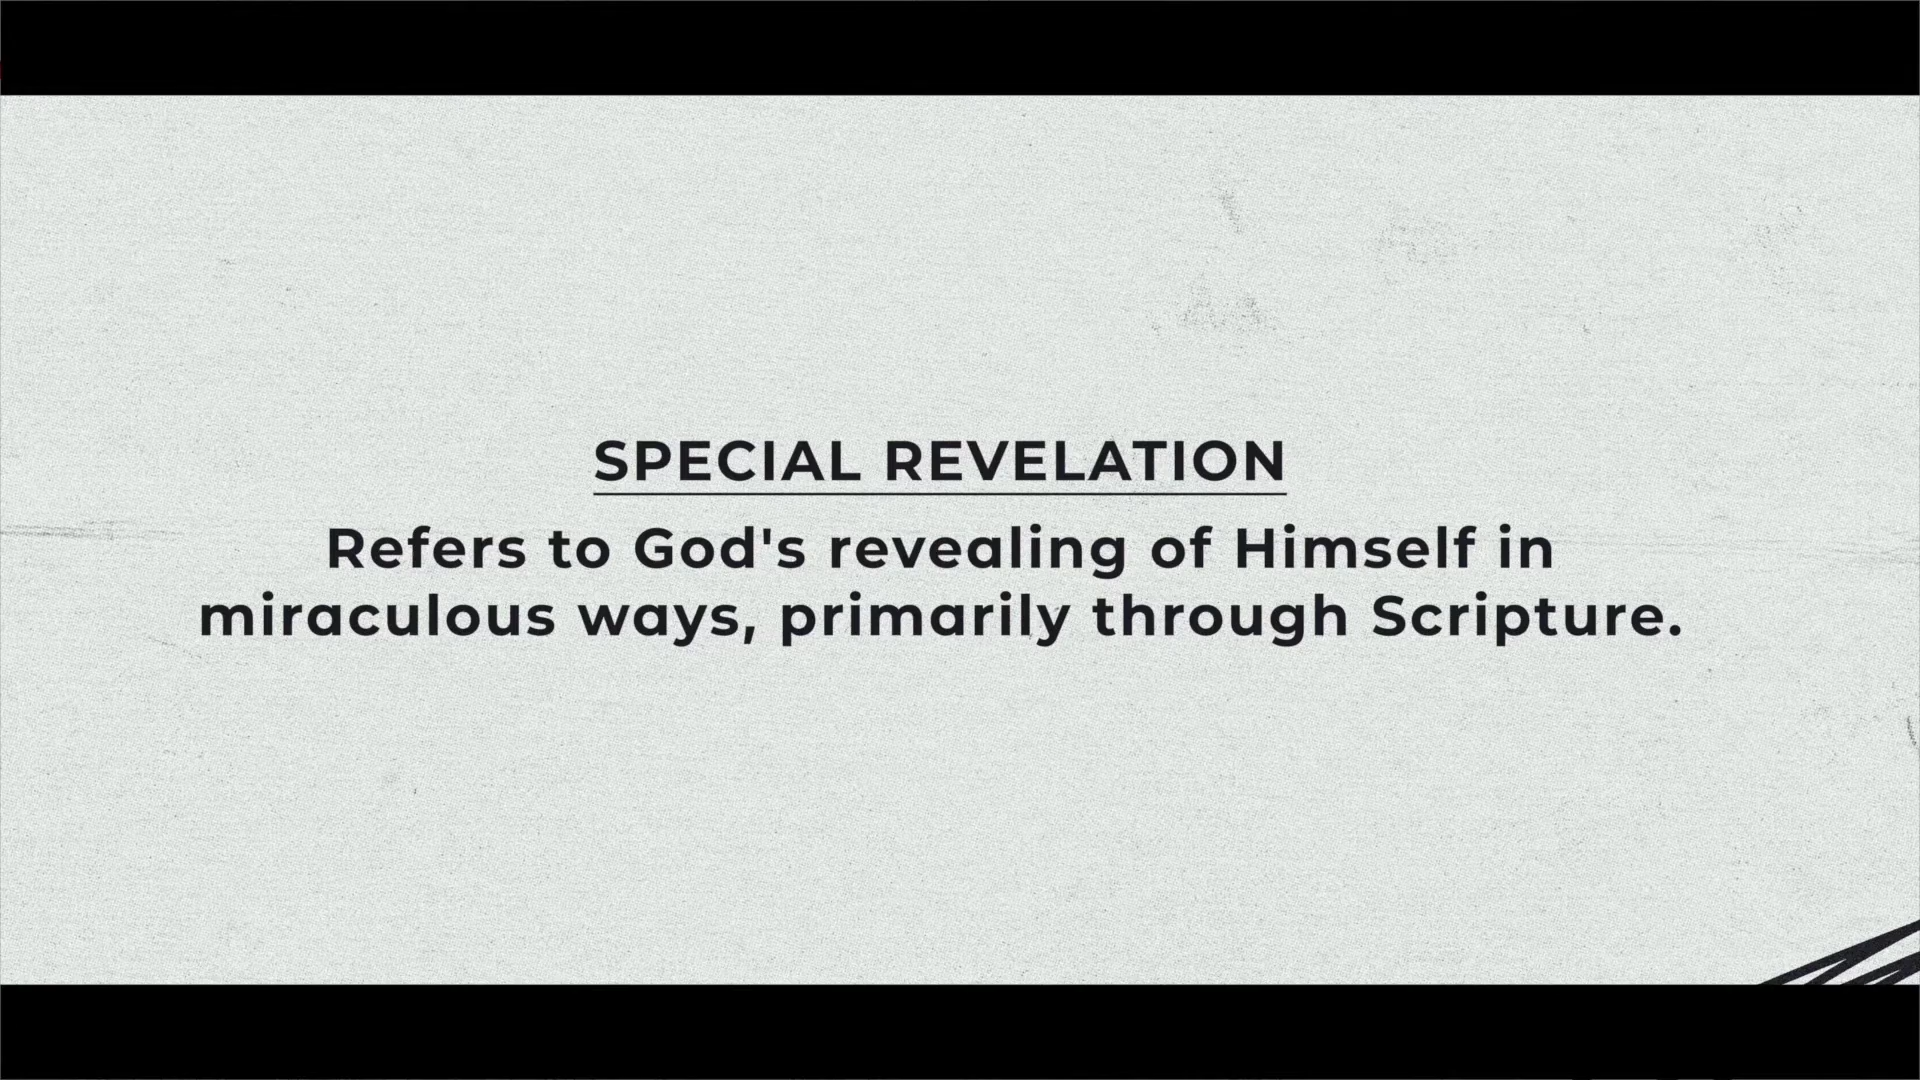 SPECIAL REVELATION
Refers to God's revealing of Himself in
miraculous ways, primarily through Scripture.